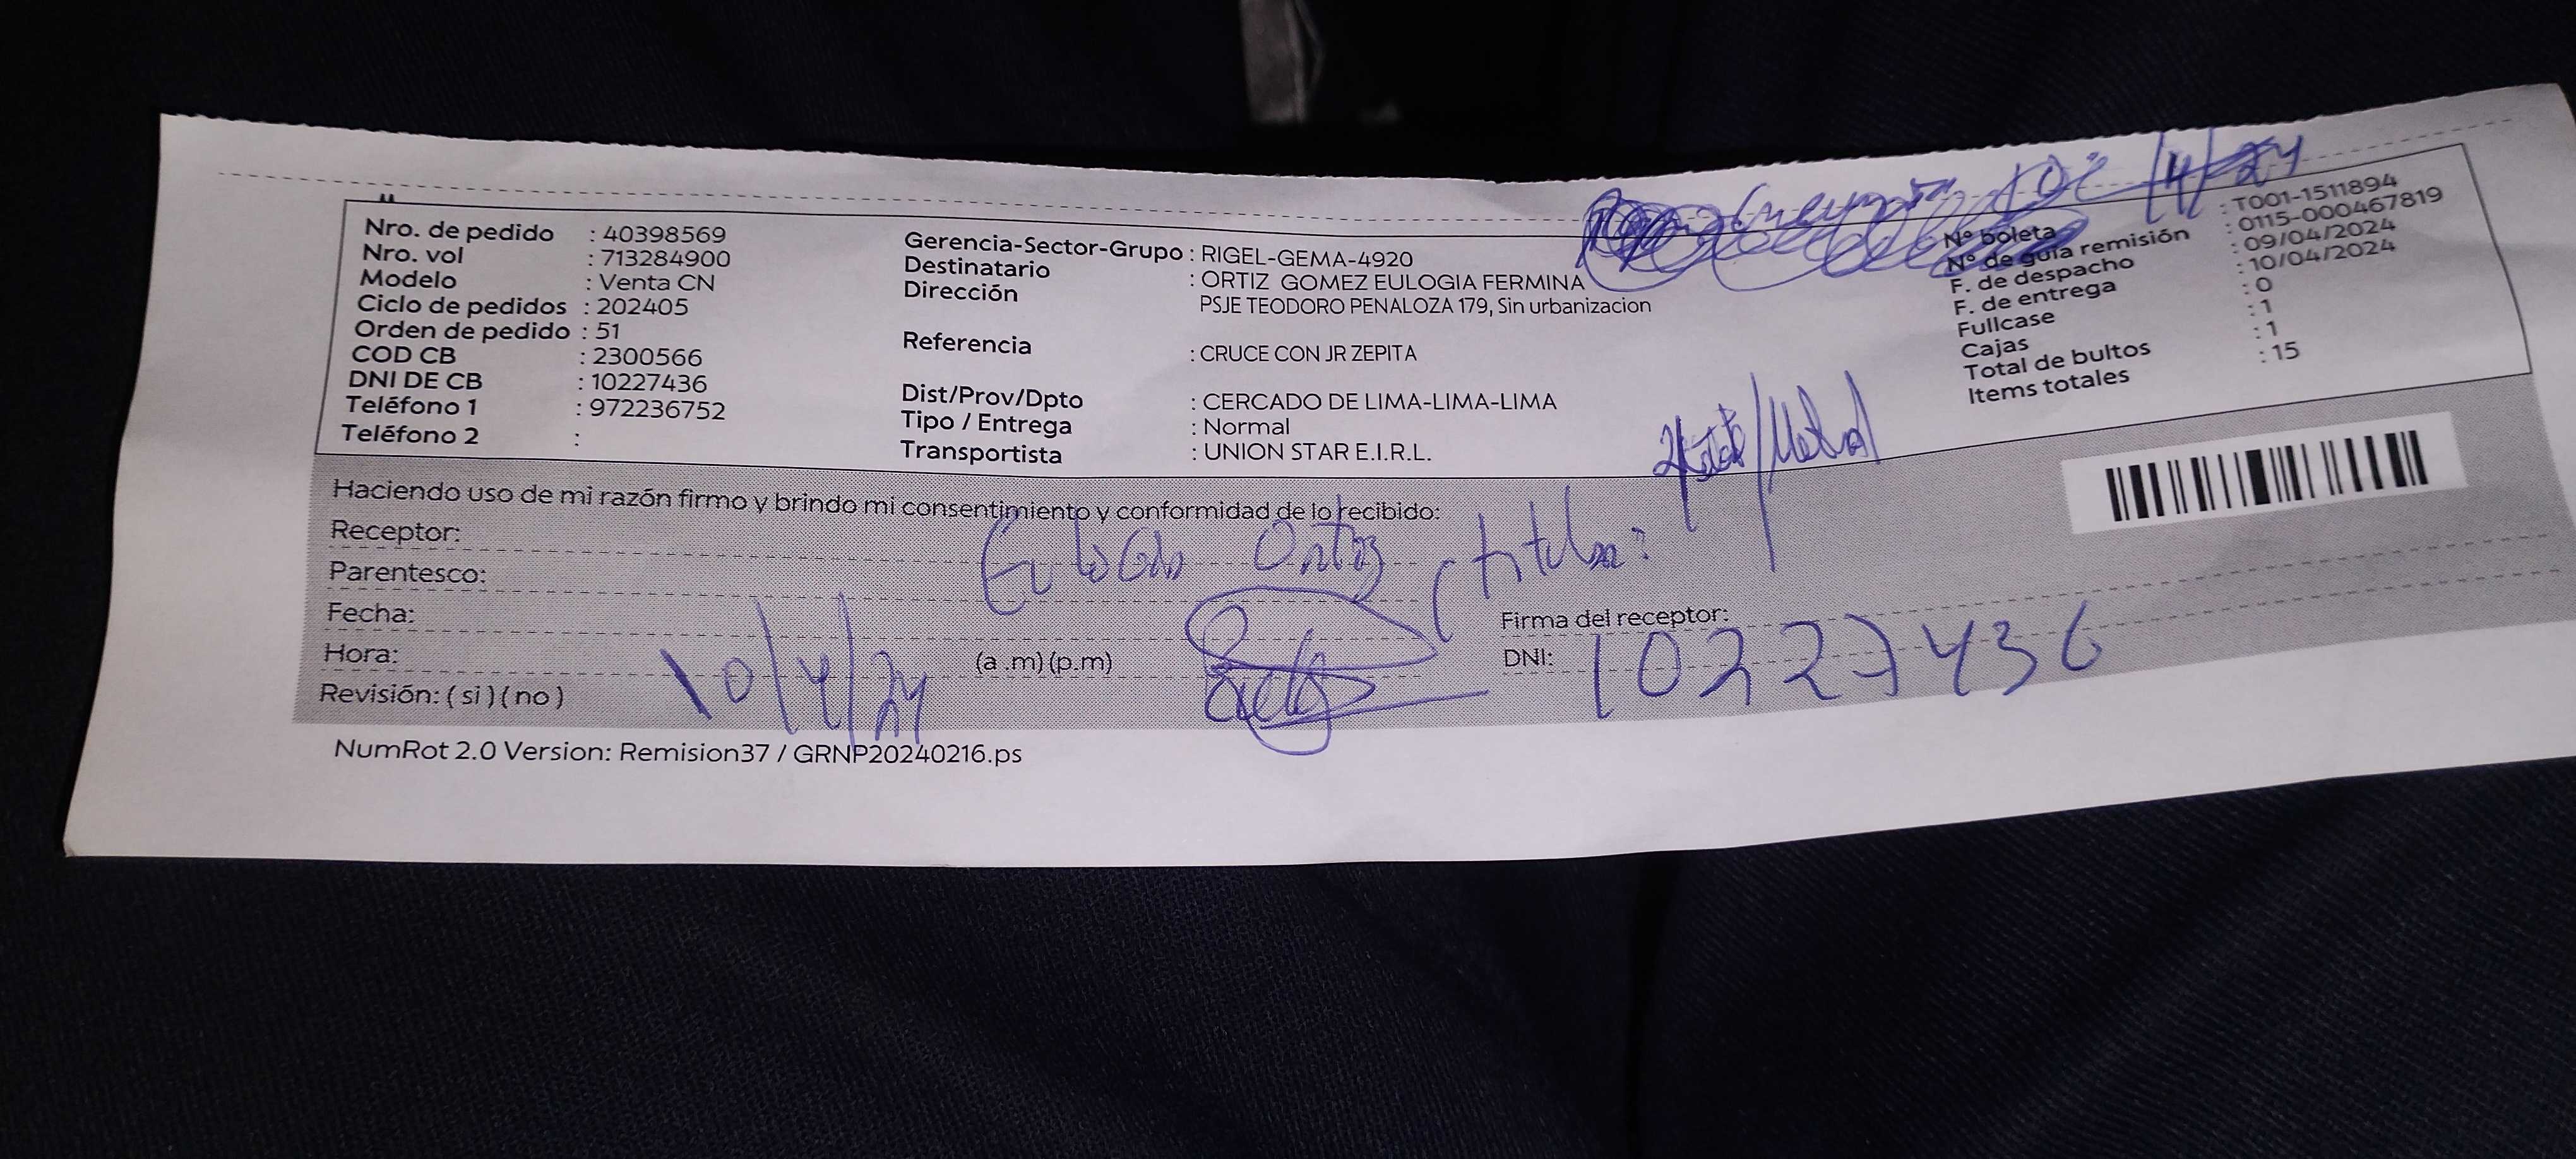 Nro. de pedido : 40398569
Nro. vol : 713284900
Modelo : Venta CN
Ciclo de pedidos : 202405
Orden de pedido : 51
COD CB : 2300566
DNI DE CB : 10227436
Teléfono 1 : 972236752
Teléfono 2 :
Gerencia-Sector-Grupo : RIGEL-GEMA-4920
Destinatario : ORTIZ GOMEZ EULOGIA FERMINA
Dirección PSJE TEODORO PENALOZA 179, Sin urbanizacion
Referencia : CRUCE CON JR ZEPITA
Dist/Prov/Dpto : CERCADO DE LIMA-LIMA-LIMA
Tipo / Entrega : Normal
Transportista : UNION STAR E.I.R.L.
/4/24
Nº boleta : T001-1511894
Nº de guía remisión : 0115-000467819
F. de despacho : 09/04/2024
F. de entrega : 10/04/2024
Fullcase : 0
Cajas : 1
Total de bultos : 1
Items totales : 15
Haciendo uso de mi razón firmo y brindo mi consentimiento y conformidad de lo recibido:
Receptor: Ortiz
Parentesco:
Fecha:
Firma del receptor:
Hora: 10/4/24 (a .m) (p.m)
DNI: 10227436
Revisión: ( si ) ( no )
NumRot 2.0 Version: Remision37 / GRNP20240216.ps